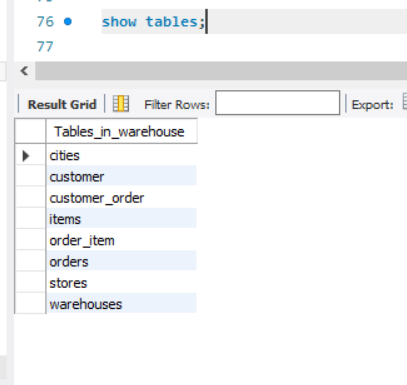 76 show tables;
77
Result Grid Filter Rows: Export:
Tables_in_warehouse
cities
customer
customer_order
items
order_item
orders
stores
warehouses